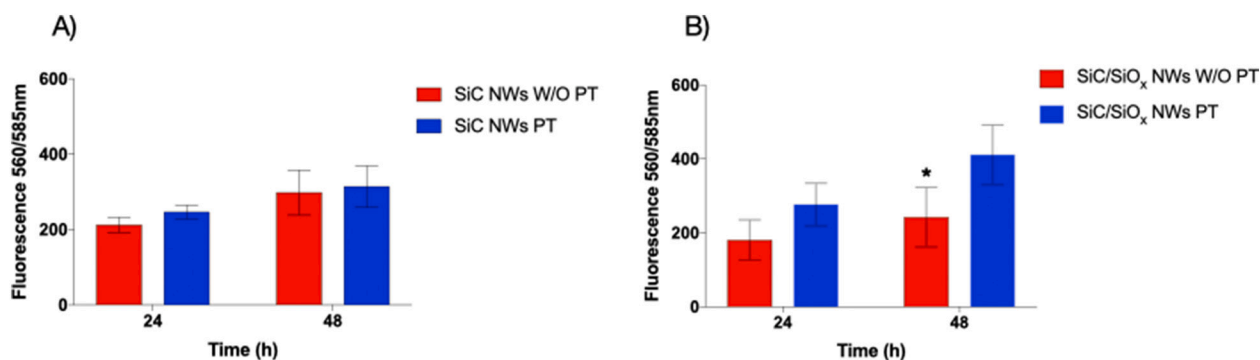 A)
600
400
200
0
Fluorescence 560/585nm
24
48
Time (h)
SiC NWs W/O PT
SiC NWs PT
B)
600
400
200
0
Fluorescence 560/585nm
*
24
48
Time (h)
SiC/SiOₓ NWs W/O PT
SiC/SiOₓ NWs PT